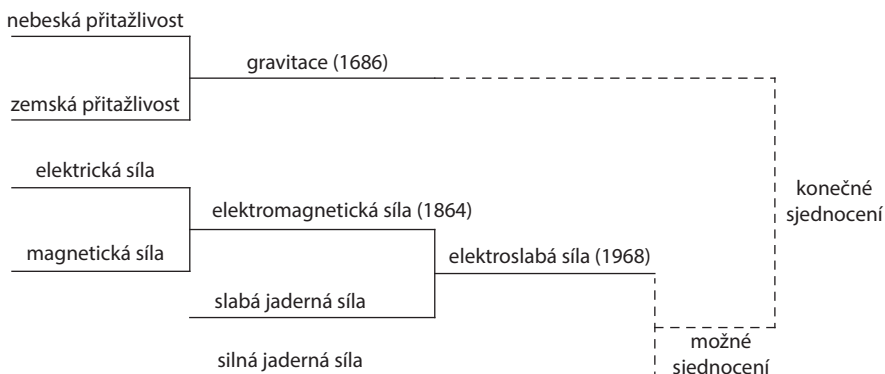 nebeská přitažlivost
gravitace (1686)
zemská přitažlivost
elektrická síla
konečné
sjednocení
elektromagnetická síla (1864)
magnetická síla
elektroslabá síla (1968)
slabá jaderná síla
silná jaderná síla
možné
sjednocení